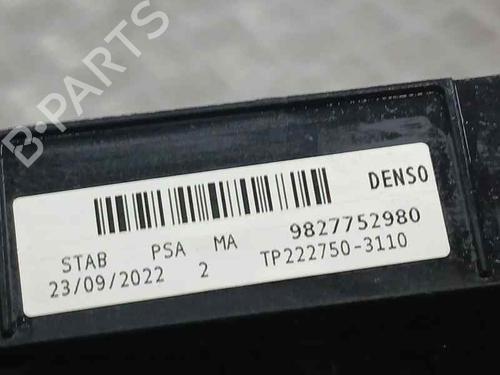 B-PARTS
DENSO
STAB PSA MA 9827752980
23/09/2022 2 TP222750-3110